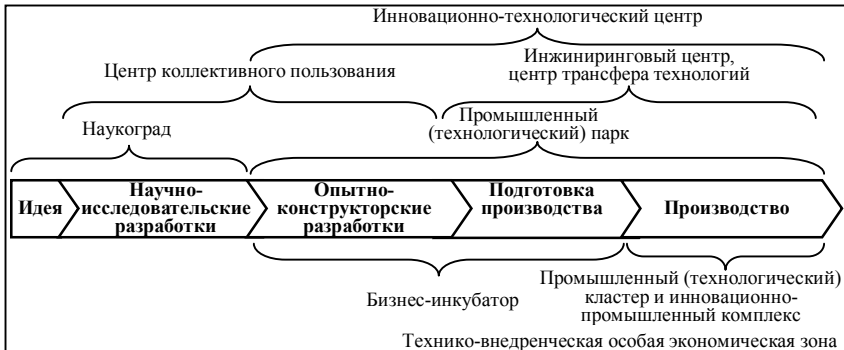 Инновационно-технологический центр
Инжиниринговый центр,
центр трансфера технологий
Центр коллективного пользования
Промышленный
(технологический) парк
Наукоград
Идея
Научно-
исследовательские
разработки
Опытно-
конструкторские
разработки
Подготовка
производства
Производство
Бизнес-инкубатор
Промышленный (технологический)
кластер и инновационно-
промышленный комплекс
Технико-внедренческая особая экономическая зона